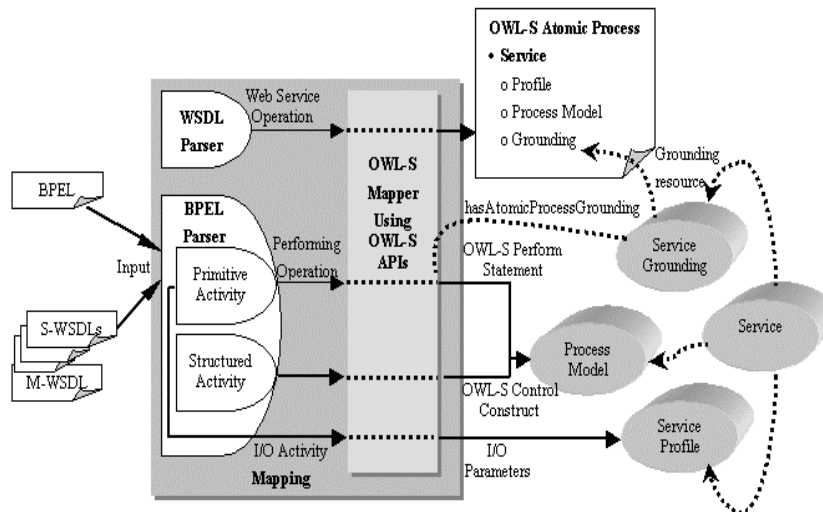 OWL-S Atomic Process
• Service
o Profile
o Process Model
o Grounding
Web Service
Operation
WSDL
Parser
OWL-S
Mapper
Using
OWL-S
APIs
Grounding
resource
BPEL
BPEL
Parser
hasAtomicProcessGrounding
Service
Grounding
Performing
Operation
OWL-S Perform
Statement
Input
Primitive
Activity
Service
S-WSDLs
M-WSDL
Structured
Activity
Process
Model
OWL-S Control
Construct
I/O Activity
I/O
Parameters
Service
Profile
Mapping